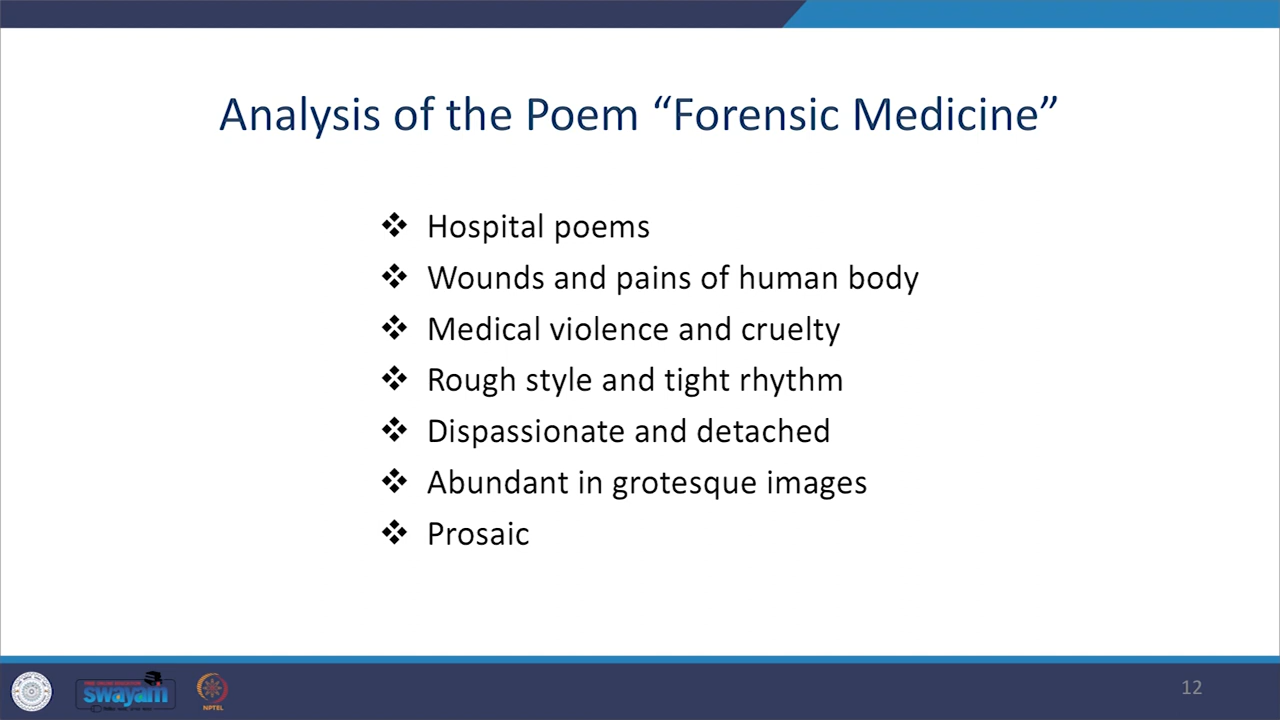 Analysis of the Poem “Forensic Medicine”
❖ Hospital poems
❖ Wounds and pains of human body
❖ Medical violence and cruelty
❖ Rough style and tight rhythm
❖ Dispassionate and detached
❖ Abundant in grotesque images
❖ Prosaic
swayam
NPTEL
12